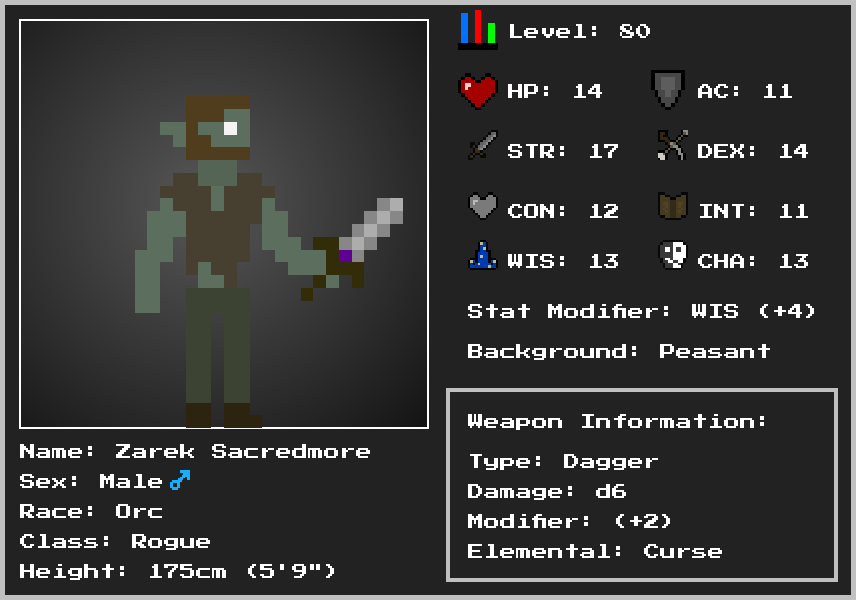 Level: 80
HP: 14
AC: 11
STR: 17
DEX: 14
CON: 12
INT: 11
WIS: 13
CHA: 13
Stat Modifier: WIS (+4)
Background: Peasant
Name: Zarek Sacredmore
Sex: Male♂
Race: Orc
Class: Rogue
Height: 175cm (5'9")
Weapon Information:
Type: Dagger
Damage: d6
Modifier: (+2)
Elemental: Curse